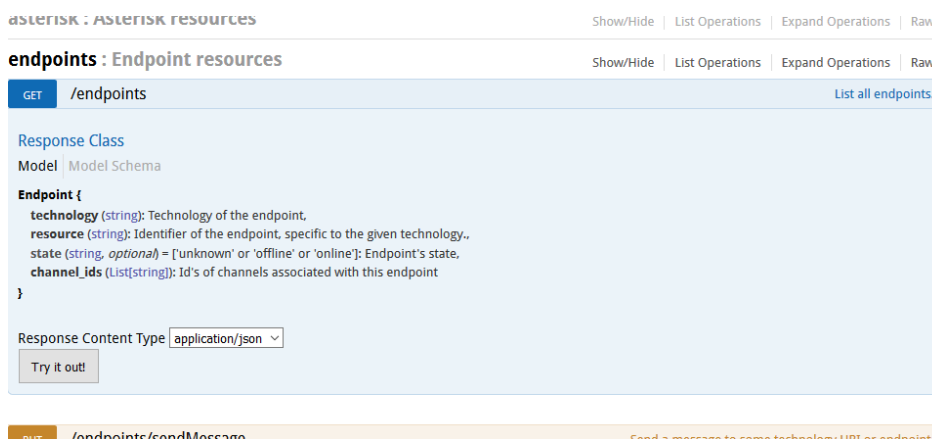 asterisk : Asterisk resources Show/Hide List Operations Expand Operations Raw
endpoints : Endpoint resources Show/Hide List Operations Expand Operations Raw
GET /endpoints List all endpoints.
Response Class
Model Model Schema
Endpoint {
technology (string): Technology of the endpoint,
resource (string): Identifier of the endpoint, specific to the given technology.,
state (string, optional) = ['unknown' or 'offline' or 'online']: Endpoint's state,
channel_ids (List[string]): Id's of channels associated with this endpoint
}
Response Content Type application/json
Try it out!
PUT /endpoints/sendMessage Send a message to some technology URI or endpoint.